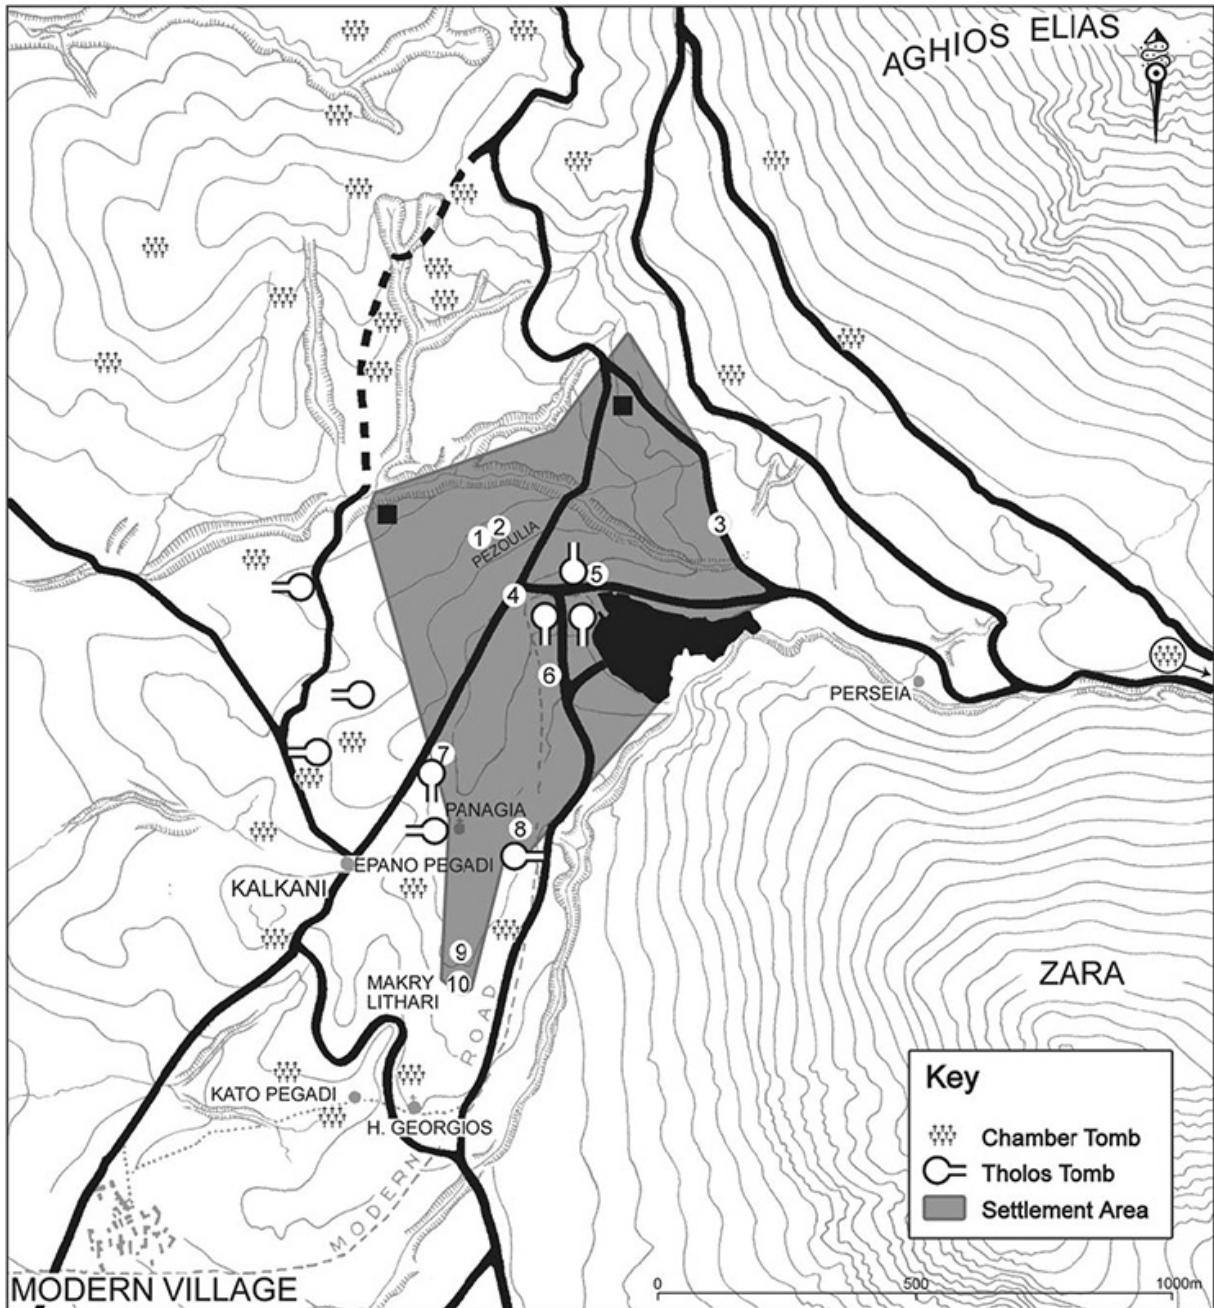 AGHIOS ELIAS
1
2
PEZOULIA
3
4
5
6
PERSEIA
7
PANAGIA
8
EPANO PEGADI
KALKANI
9
10
MAKRY
LITHARI
ZARA
KATO PEGADI
H. GEORGIOS
MODERN ROAD
MODERN VILLAGE
Key
Chamber Tomb
Tholos Tomb
Settlement Area
0
500
1000m